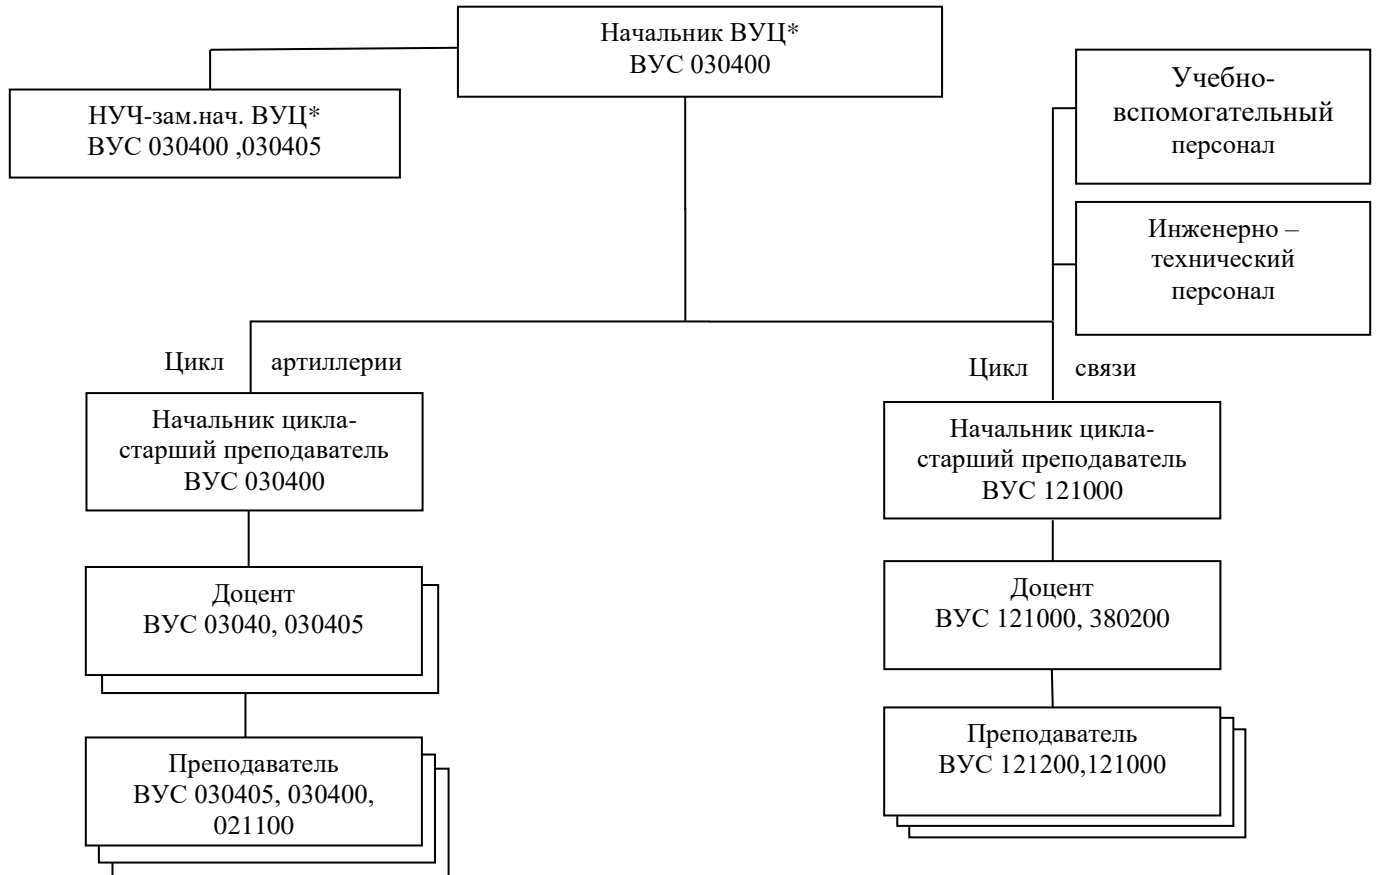 Начальник ВУЦ*
ВУС 030400
НУЧ-зам.нач. ВУЦ*
ВУС 030400 ,030405
Учебно-
вспомогательный
персонал
Инженерно –
технический
персонал
Цикл артиллерии
Начальник цикла-
старший преподаватель
ВУС 030400
Доцент
ВУС 03040, 030405
Преподаватель
ВУС 030405, 030400,
021100
Цикл связи
Начальник цикла-
старший преподаватель
ВУС 121000
Доцент
ВУС 121000, 380200
Преподаватель
ВУС 121200,121000